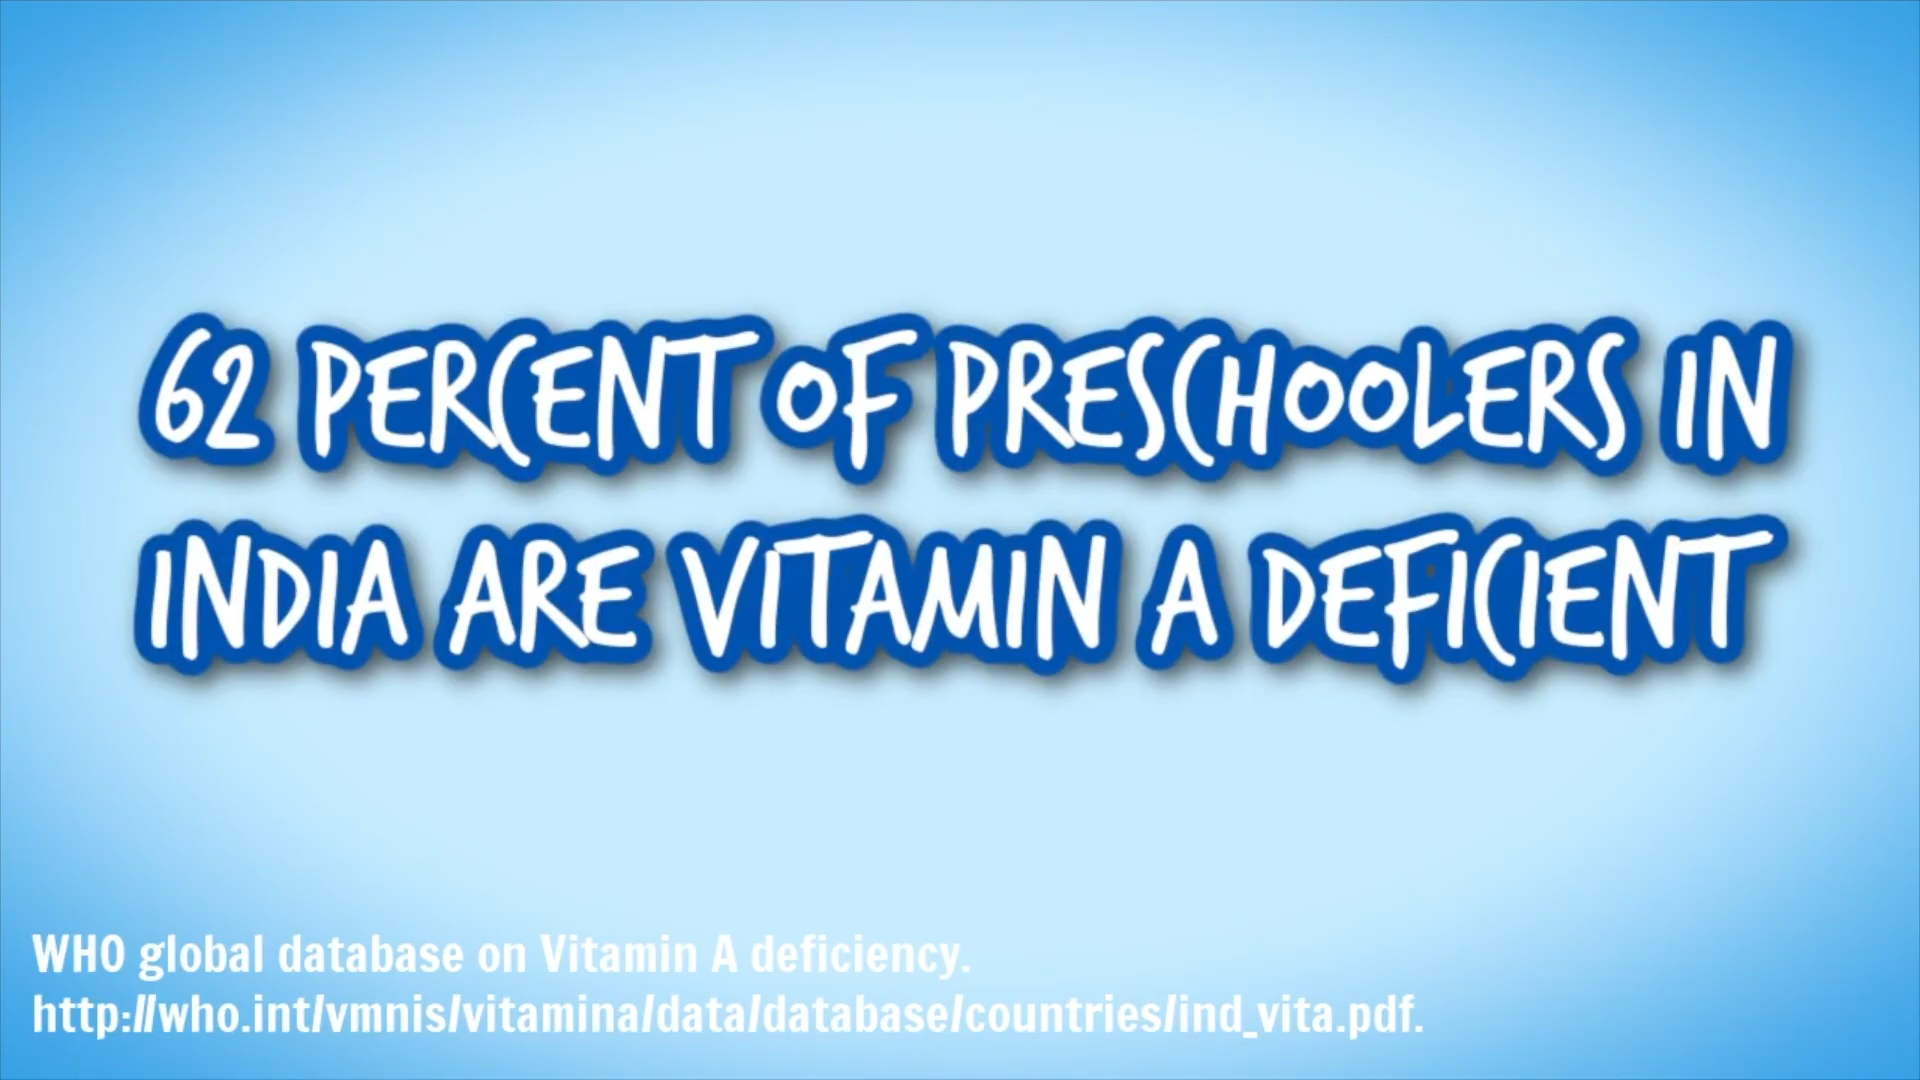 62 PERCENT OF PRESCHOOLERS IN
INDIA ARE VITAMIN A DEFICIENT
WHO global database on Vitamin A deficiency.
http://who.int/vmnis/vitamina/data/database/countries/ind_vita.pdf.